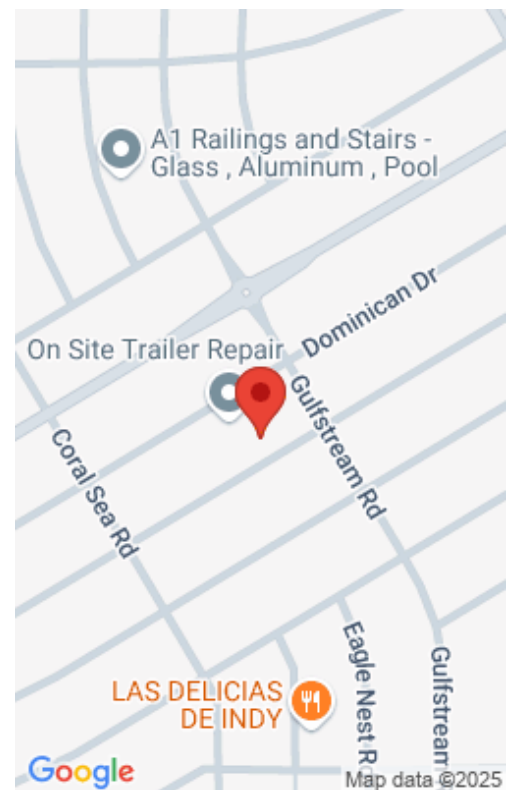 A1 Railings and Stairs -
Glass , Aluminum , Pool
Dominican Dr
On Site Trailer Repair
Gulfstream Rd
Coral Sea Rd
Eagle Nest R
Gulfstream
LAS DELICIAS
DE INDY
Google
Map data ©2025